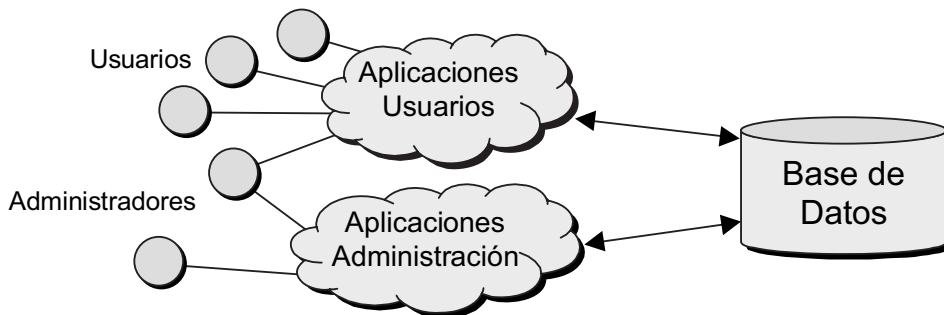 Usuarios
Aplicaciones
Usuarios
Administradores
Aplicaciones
Administración
Base de
Datos